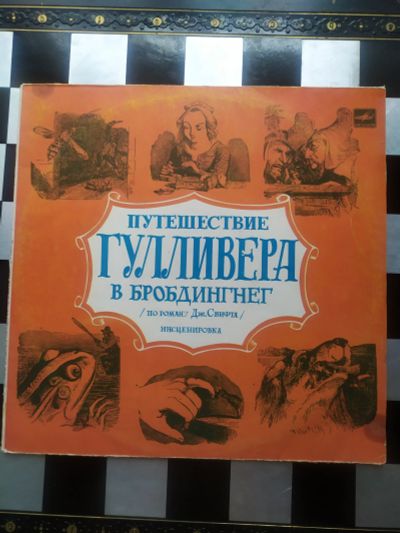 ПУТЕШЕСТВИЕ
ГУЛЛИВЕРА
В БРОБДИНГНЕГ
/ ПО РОМАНУ ДЖ. СВИФТА /
ИНСЦЕНИРОВКА